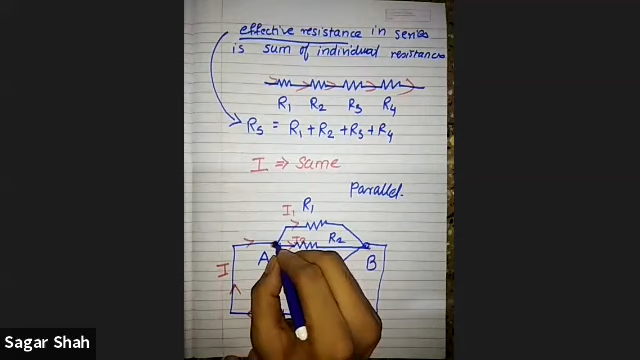 effective resistance in series
is sum of individual resistances
R1 R2 R3 R4
Rs = R1 + R2 + R3 + R4
I ⇒ same
Parallel.
I1 R1
I2 R2
A B
I
Sagar Shah